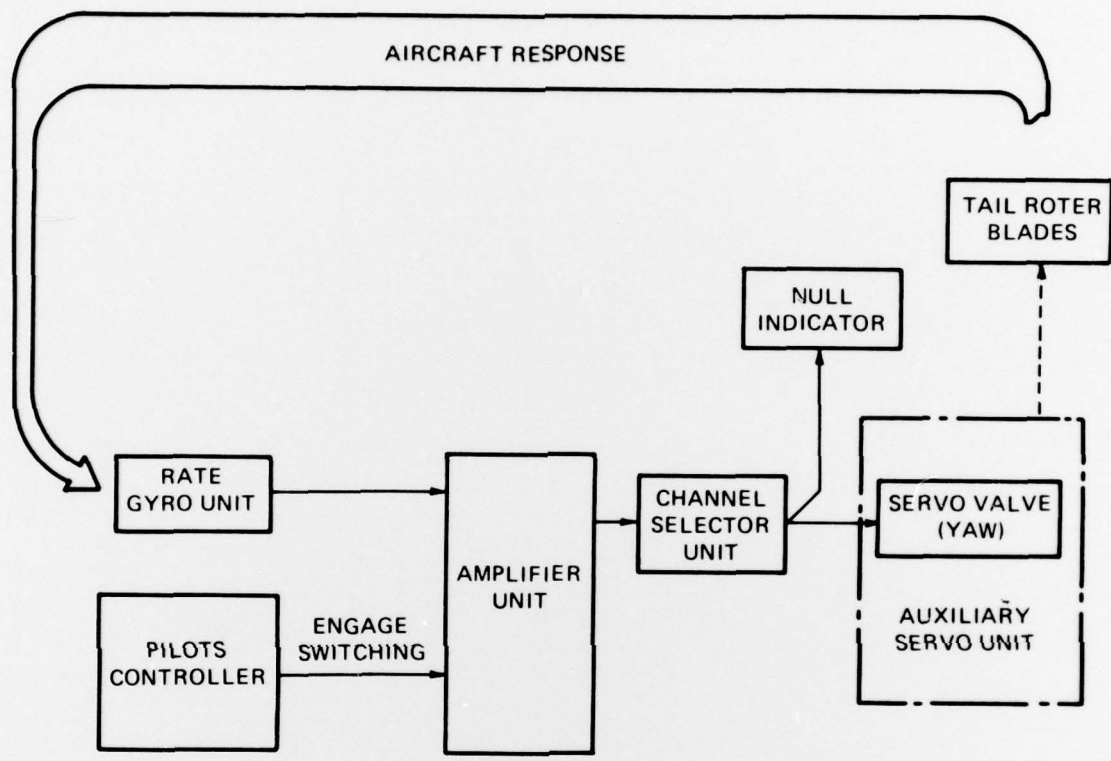 AIRCRAFT RESPONSE
TAIL ROTER
BLADES
NULL
INDICATOR
RATE
GYRO UNIT
CHANNEL
SELECTOR
UNIT
SERVO VALVE
(YAW)
AMPLIFIER
UNIT
AUXILIARY
SERVO UNIT
PILOTS
CONTROLLER
ENGAGE
SWITCHING